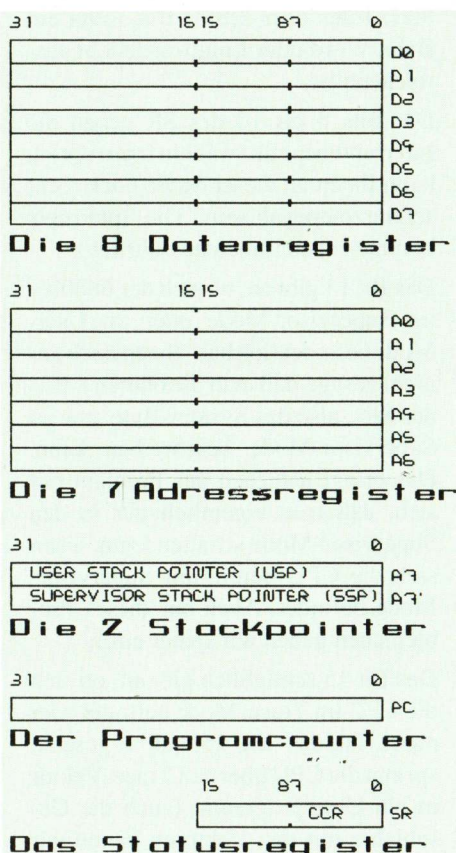 31 16 15 8 7 0
D0
D1
D2
D3
D4
D5
D6
D7
Die 8 Datenregister
31 16 15 0
A0
A1
A2
A3
A4
A5
A6
Die 7 Adressregister
31 0
USER STACK POINTER (USP) A7
SUPERVISOR STACK POINTER (SSP) A7'
Die 2 Stackpointer
31 0
PC
Der Programcounter
15 8 7 0
CCR SR
Das Statusregister